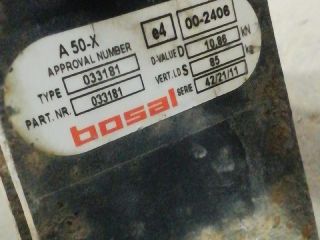 A 50-X e4 00-2406
APPROVAL NUMBER D-VALUE D 10,86 kN
TYPE 033181 VERT.LD S 85 kg
PART. NR. 033181 SERIE 42/21/11
bosal